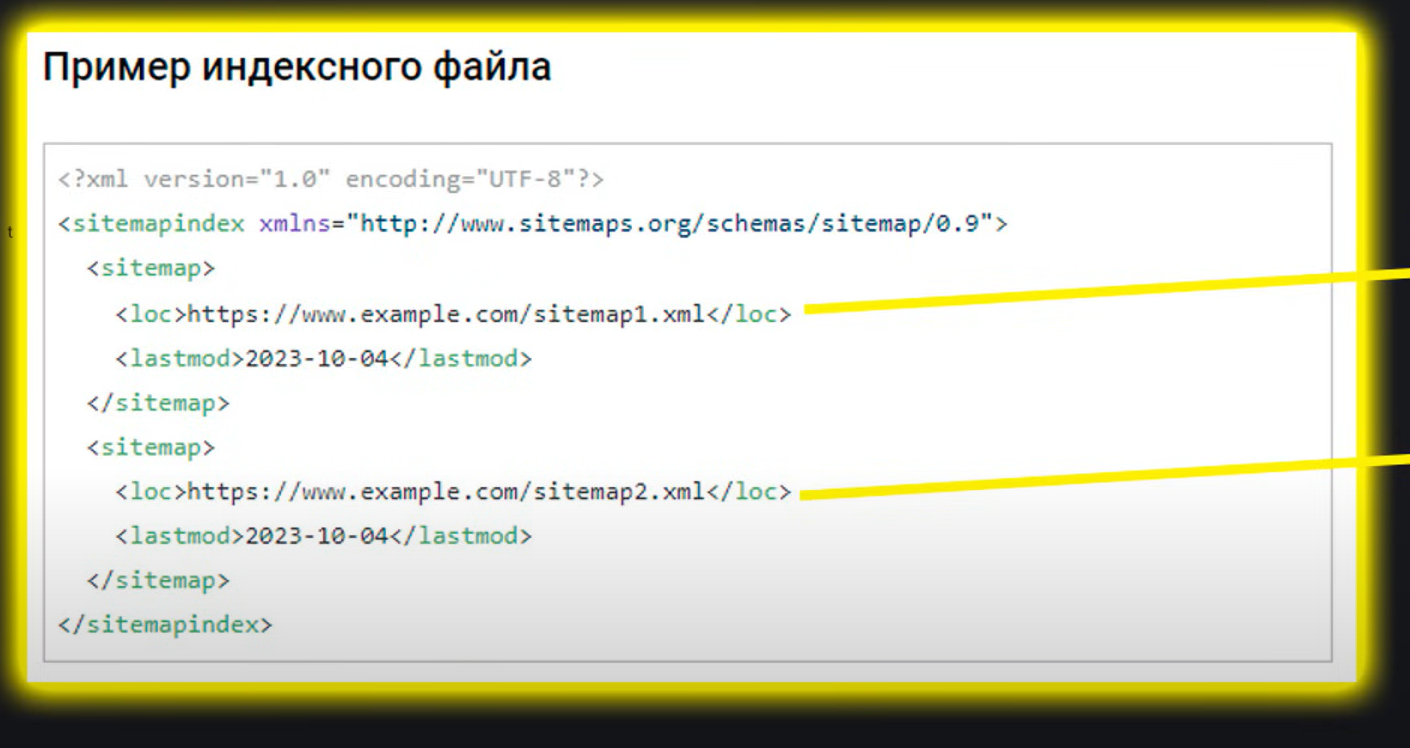 Пример индексного файла
<?xml version="1.0" encoding="UTF-8"?>
<sitemapindex xmlns="http://www.sitemaps.org/schemas/sitemap/0.9">
<sitemap>
<loc>https://www.example.com/sitemap1.xml</loc>
<lastmod>2023-10-04</lastmod>
</sitemap>
<sitemap>
<loc>https://www.example.com/sitemap2.xml</loc>
<lastmod>2023-10-04</lastmod>
</sitemap>
</sitemapindex>
t